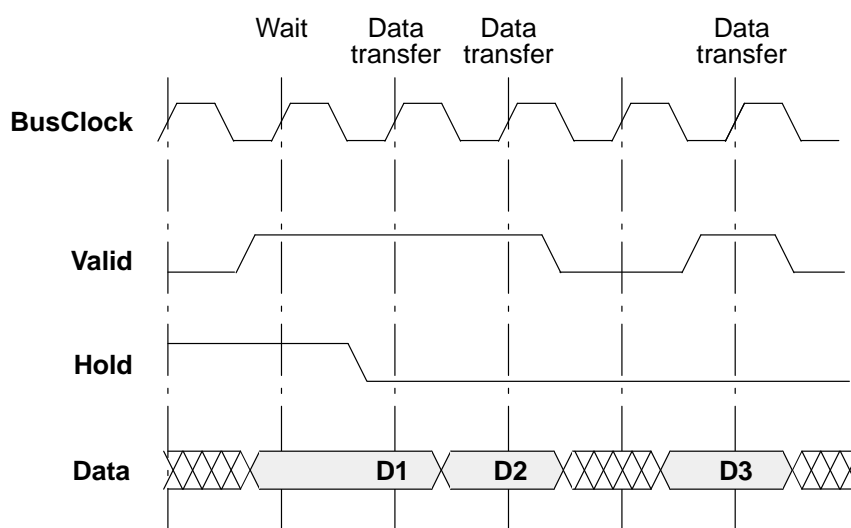 Wait
Data
transfer
Data
transfer
Data
transfer
BusClock
Valid
Hold
Data
D1
D2
D3